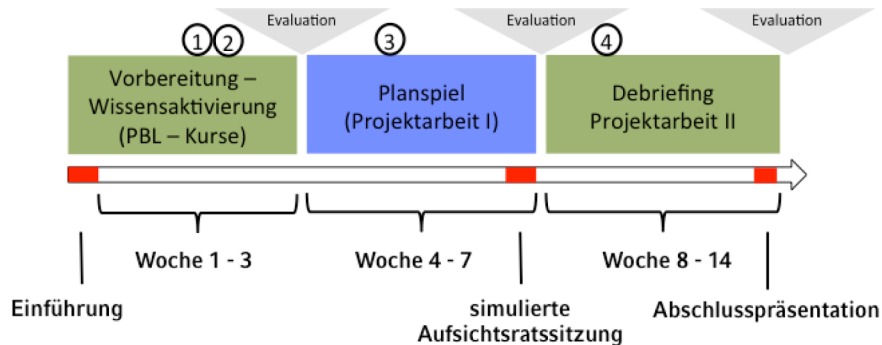 Evaluation
Evaluation
Evaluation
1
2
3
4
Vorbereitung –
Wissensaktivierung
(PBL – Kurse)
Planspiel
(Projektarbeit I)
Debriefing
Projektarbeit II
Woche 1 - 3
Woche 4 - 7
Woche 8 - 14
Einführung
simulierte
Aufsichtsratssitzung
Abschlusspräsentation